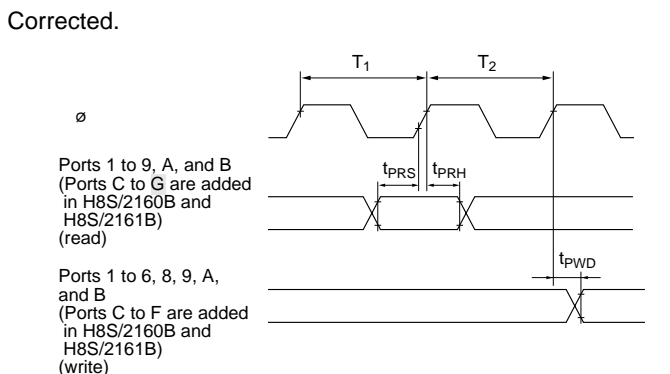 Corrected.
T1 T2
ø
Ports 1 to 9, A, and B
(Ports C to G are added
in H8S/2160B and
H8S/2161B)
(read)
tPRS tPRH
Ports 1 to 6, 8, 9, A,
and B
(Ports C to F are added
in H8S/2160B and
H8S/2161B)
(write)
tPWD